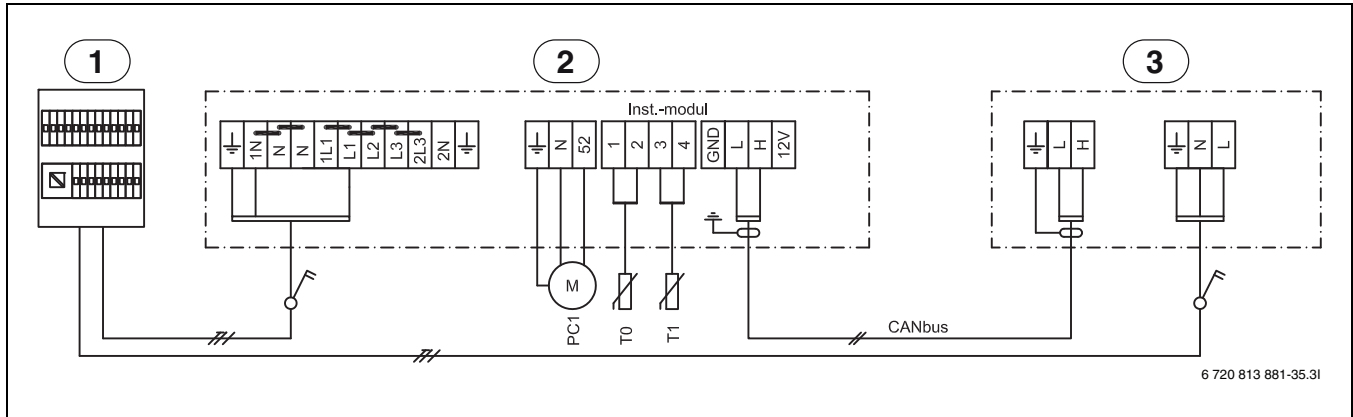 1
2
3
Inst.-modul
1N
N
N
1L1
L1
L2
L3
2L3
2N
N
52
1
2
3
4
GND
L
H
12V
L
H
N
L
M
PC1
T0
T1
CANbus
6 720 813 881-35.3I